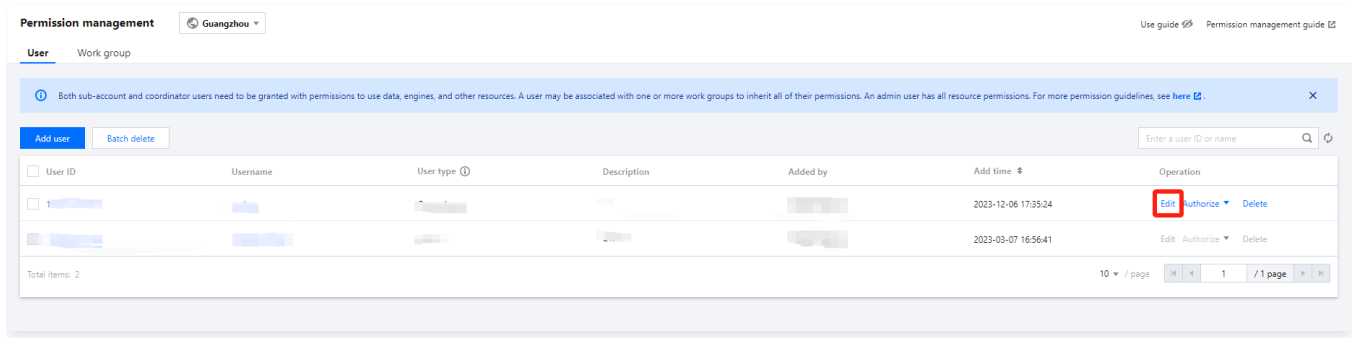 Permission management Guangzhou Use guide Permission management guide
User Work group
Both sub-account and coordinator users need to be granted with permissions to use data, engines, and other resources. A user may be associated with one or more work groups to inherit all of their permissions. An admin user has all resource permissions. For more permission guidelines, see here .
Add user Batch delete Enter a user ID or name
User ID Username User type Description Added by Add time Operation
2023-12-06 17:35:24 Edit Authorize Delete
2023-03-07 16:56:41 Edit Authorize Delete
Total items: 2 10 / page 1 / 1 page